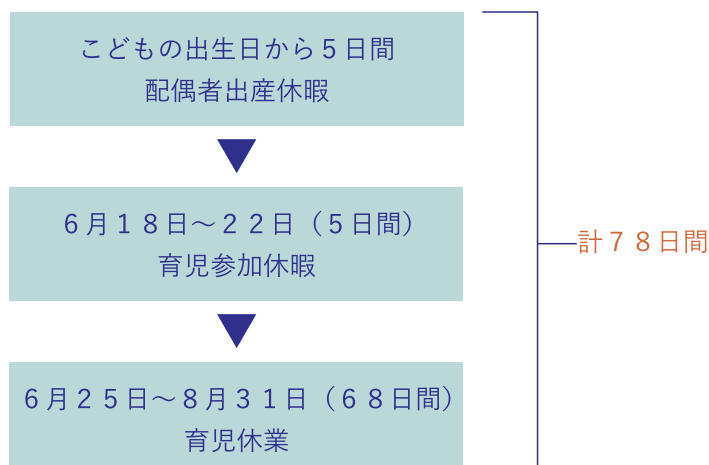 こどもの出生日から５日間
配偶者出産休暇
６月１８日～２２日（５日間）
育児参加休暇
６月２５日～８月３１日（６８日間）
育児休業
計７８日間